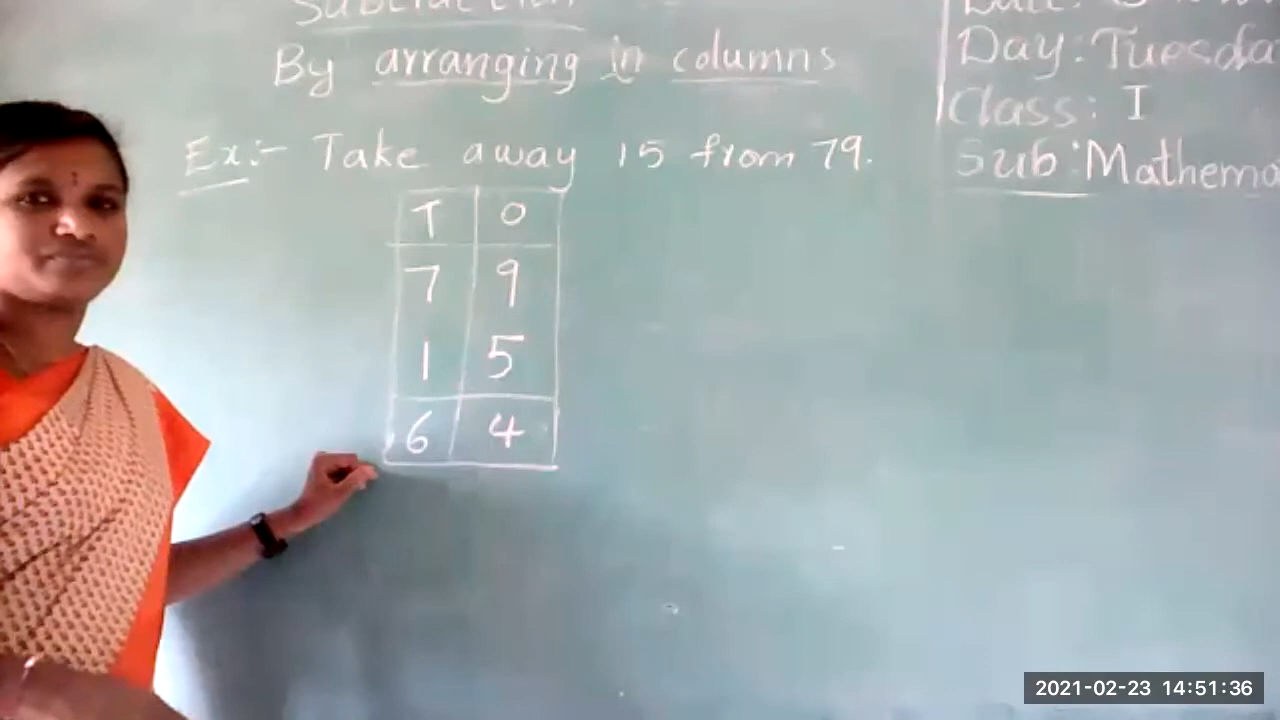 Subtraction
By arranging in columns
Ex:- Take away 15 from 79.
T O
7 9
1 5
6 4
Day: Tuesda
Class: I
Sub: Mathema
2021-02-23 14:51:36